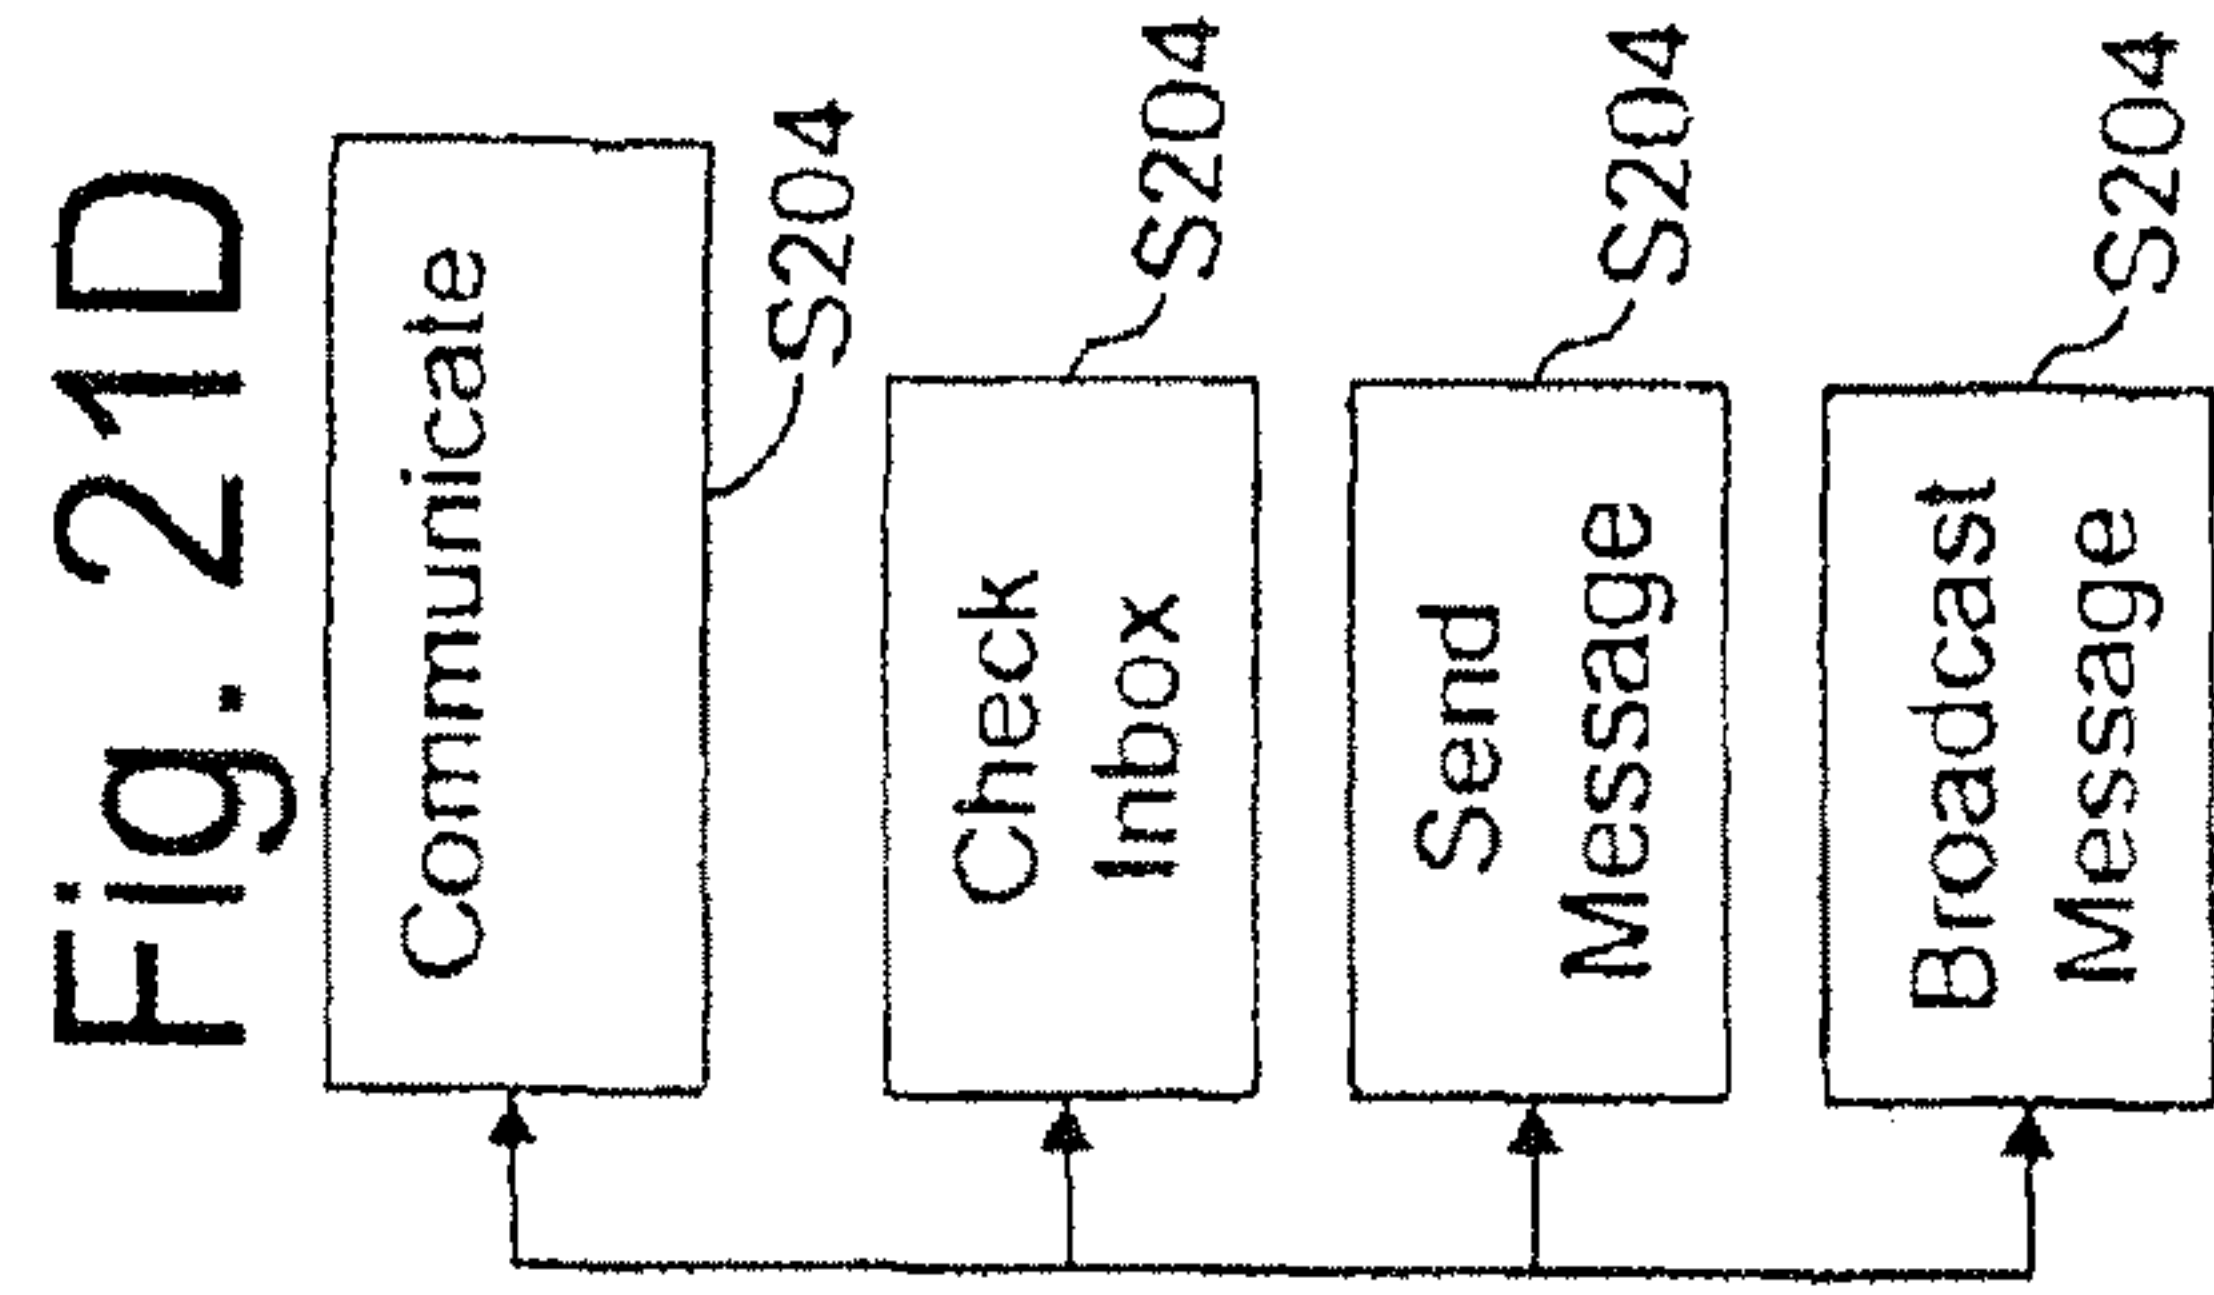 Fig. 21D
Communicate
S204
Check
Inbox
S204
Send
Message
S204
Broadcast
Message
S204